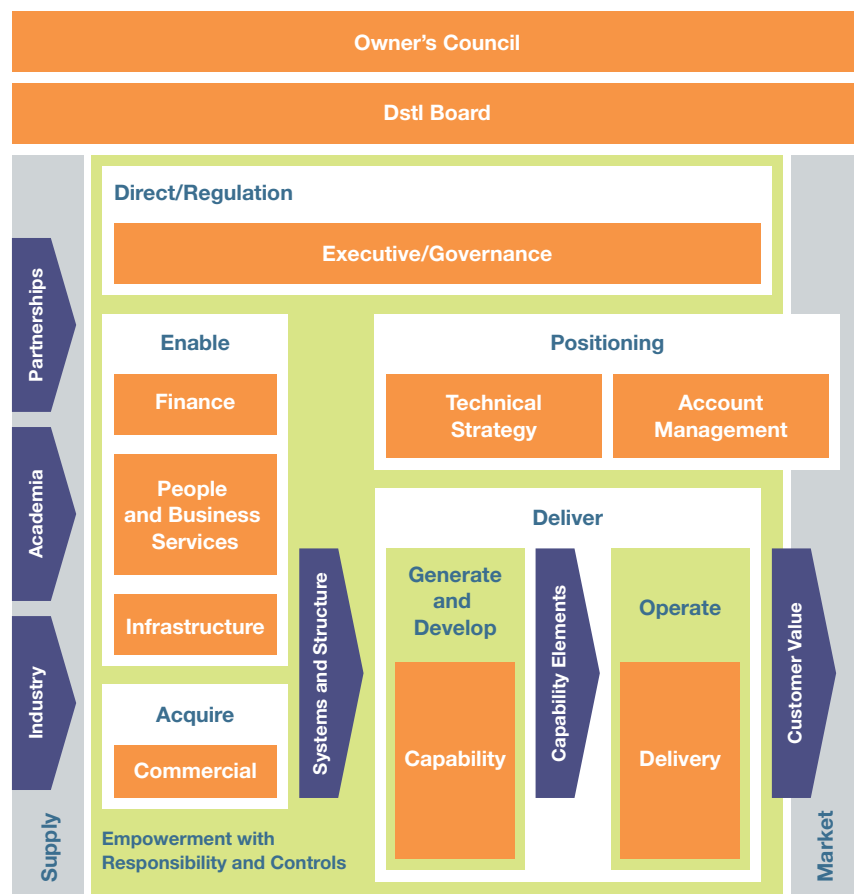 Owner's Council
Dstl Board
Direct/Regulation
Executive/Governance
Partnerships
Academia
Industry
Supply
Enable
Finance
People
and Business
Services
Infrastructure
Acquire
Commercial
Empowerment with
Responsibility and Controls
Systems and Structure
Positioning
Technical
Strategy
Account
Management
Deliver
Generate
and
Develop
Capability
Capability Elements
Operate
Delivery
Customer Value
Market